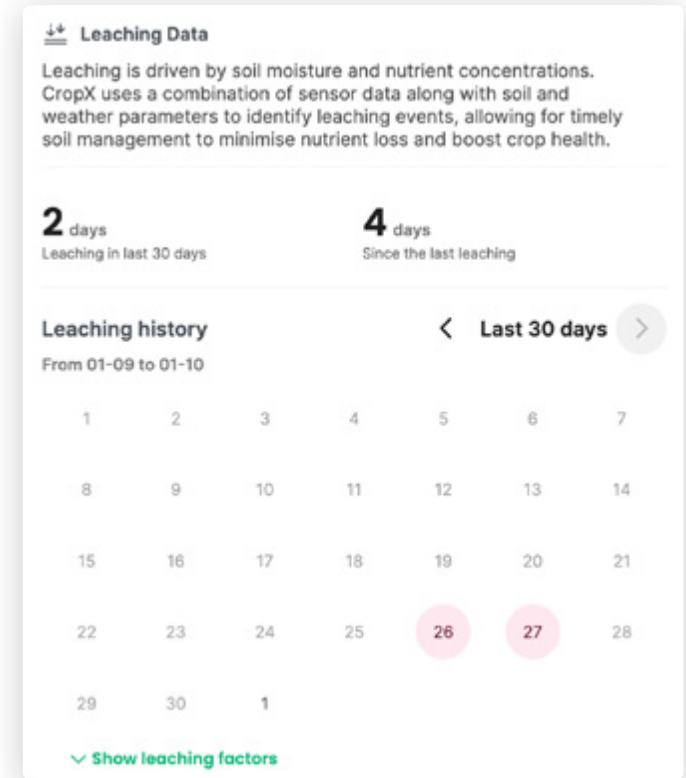 Leaching Data
Leaching is driven by soil moisture and nutrient concentrations.
CropX uses a combination of sensor data along with soil and
weather parameters to identify leaching events, allowing for timely
soil management to minimise nutrient loss and boost crop health.
2 days
Leaching in last 30 days
4 days
Since the last leaching
Leaching history
Last 30 days
From 01-09 to 01-10
1 2 3 4 5 6 7
8 9 10 11 12 13 14
15 16 17 18 19 20 21
22 23 24 25 26 27 28
29 30 1
Show leaching factors